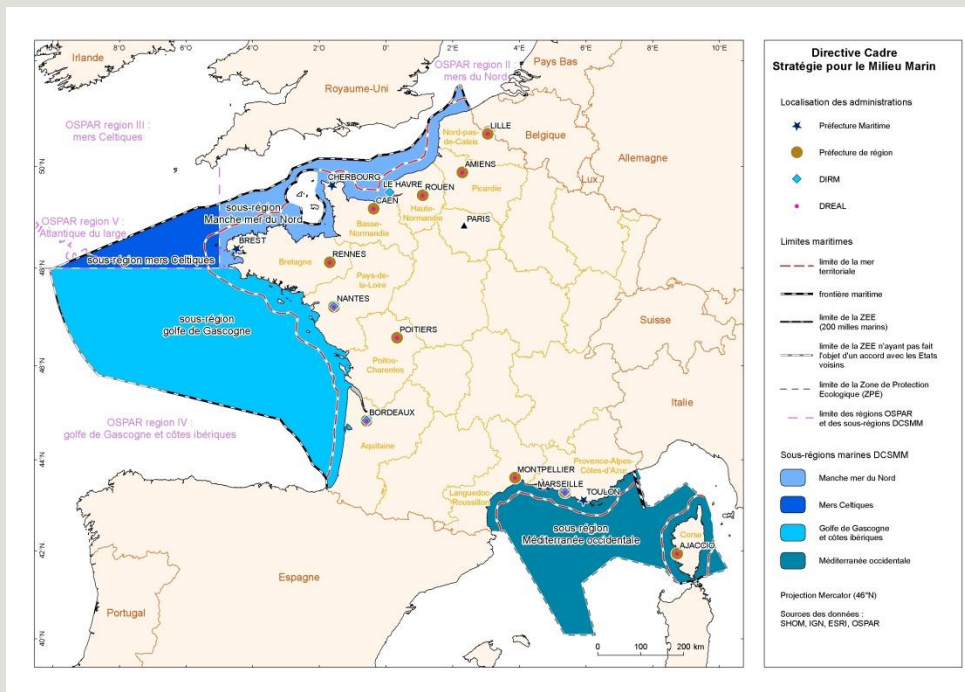 8°0'
6°0'
4°0'
2°0'
0°
2°E
4°E
6°E
8°E
10°E
Irlande
OSPAR region II :
mers du Nord
Pays Bas
Royaume-Uni
OSPAR region III :
mers Celtiques
Nord-pas-
de-Calais
LILLE
Belgique
Allemagne
50°N
AMIENS
Lux
CHERBOURG
LE HAVRE
ROUEN
Picardie
CAEN
Haute-
Normandie
sous-région
Manche mer du Nord
Basse-
Normandie
PARIS
OSPAR region V :
Atlantique du large
BREST
sous-région mers Celtiques
RENNES
Bretagne
48°N
Pays-de-
la-Loire
NANTES
Suisse
sous-région
golfe de Gascogne
POITIERS
Poitou-
Charentes
46°N
Italie
OSPAR region IV :
golfe de Gascogne et côtes ibériques
BORDEAUX
Aquitaine
44°N
MONTPELLIER
Provence-Alpes-
Côtes-d'Azur
MARSEILLE
TOULON
Languedoc-
Roussillon
sous-région
Méditerranée occidentale
Corse
AJACCIO
42°N
Espagne
Portugal
40°N
0 100 200 km
Directive Cadre
Stratégie pour le Milieu Marin
Localisation des administrations
Préfecture Maritime
Préfecture de région
DIRM
DREAL
Limites maritimes
limite de la mer
territoriale
frontière maritime
limite de la ZEE
(200 milles marins)
limite de la ZEE n'ayant pas fait
l'objet d'un accord avec les Etats
voisins
limite de la Zone de Protection
Ecologique (ZPE)
limite des régions OSPAR
et des sous-régions DCSMM
Sous-régions marines DCSMM
Manche mer du Nord
Mers Celtiques
Golfe de Gascogne
et côtes ibériques
Méditerranée occidentale
Projection Mercator (46°N)
Sources des données :
SHOM, IGN, ESRI, OSPAR